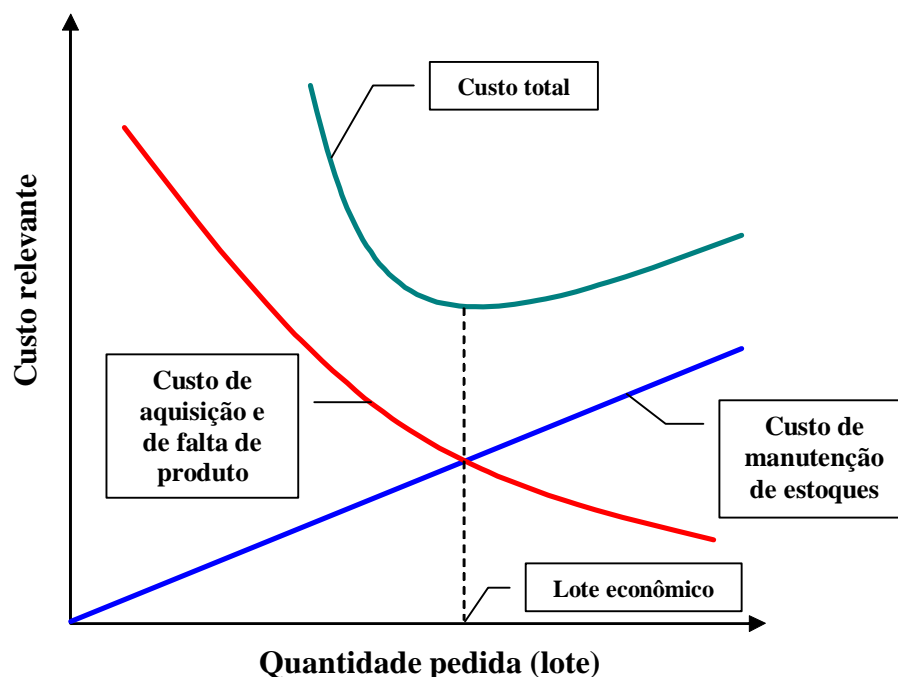 Custo total
Custo relevante
Custo de
aquisição e
de falta de
produto
Custo de
manutenção
de estoques
Lote econômico
Quantidade pedida (lote)